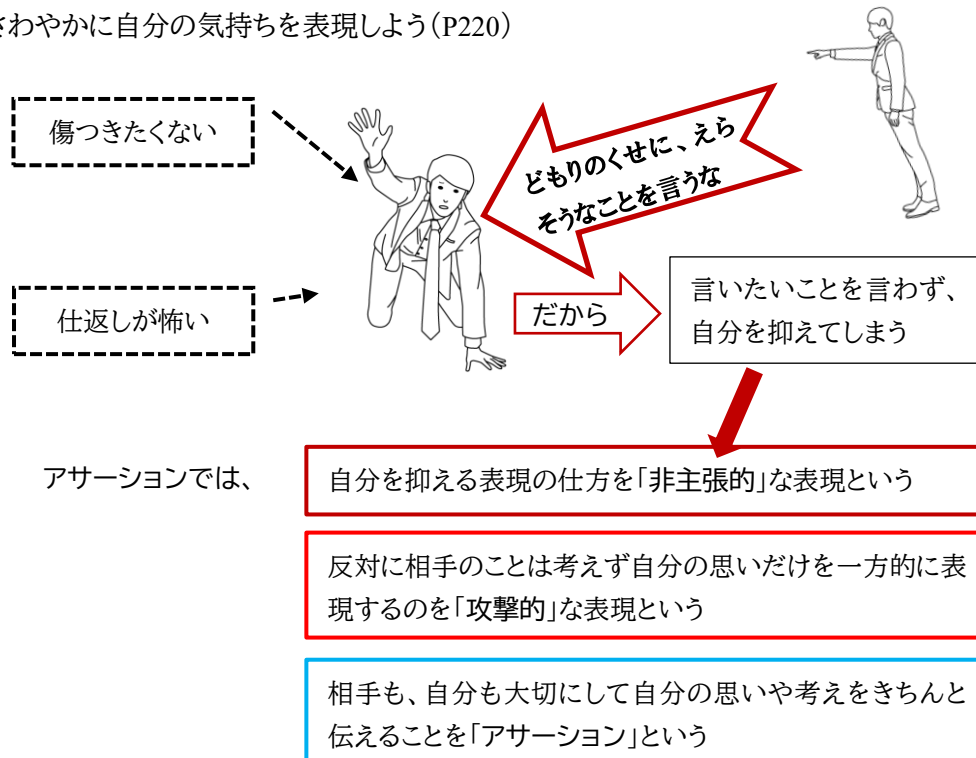 さわやかに自分の気持ちを表現しよう(P220)
傷つきたくない
どもりのくせに、えら
そうなことを言うな
仕返しが怖い
だから
言いたいことを言わず、
自分を抑えてしまう
アサーションでは、
自分を抑える表現の仕方を「非主張的」な表現という
反対に相手のことは考えず自分の思いだけを一方的に表
現するのを「攻撃的」な表現という
相手も、自分も大切にして自分の思いや考えをきちんと
伝えることを「アサーション」という